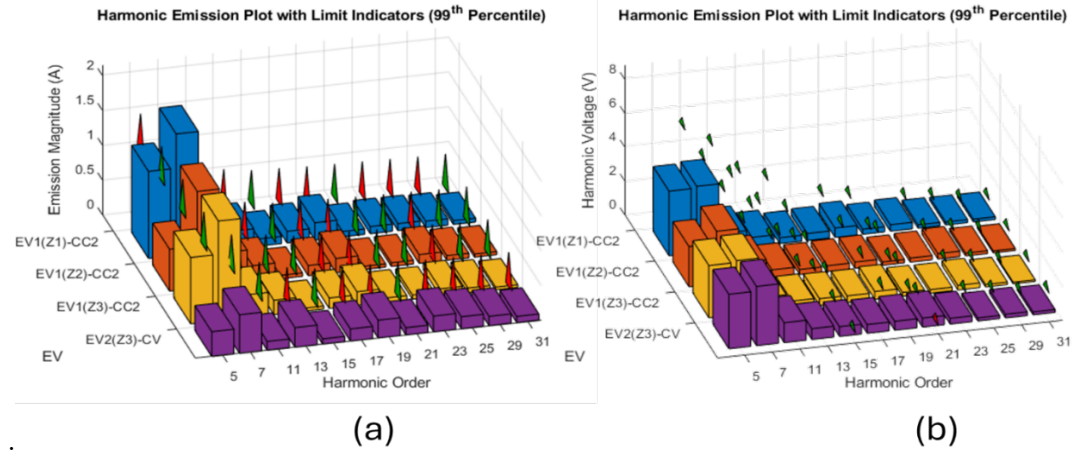 Harmonic Emission Plot with Limit Indicators (99th Percentile)
Emission Magnitude (A)
2
1.5
1
0.5
0
EV1(Z1)-CC2
EV1(Z2)-CC2
EV1(Z3)-CC2
EV2(Z3)-CV
EV
5 7 11 13 15 17 19 21 23 25 29 31
Harmonic Order
(a)
Harmonic Emission Plot with Limit Indicators (99th Percentile)
Harmonic Voltage (V)
8
6
4
2
0
EV1(Z1)-CC2
EV1(Z2)-CC2
EV1(Z3)-CC2
EV2(Z3)-CV
EV
5 7 11 13 15 17 19 21 23 25 29 31
Harmonic Order
(b)
.